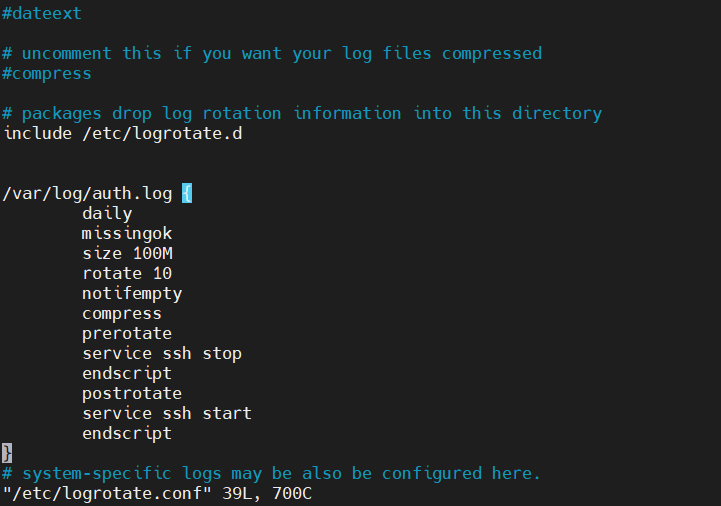 #dateext
# uncomment this if you want your log files compressed
#compress
# packages drop log rotation information into this directory
include /etc/logrotate.d
/var/log/auth.log {
daily
missingok
size 100M
rotate 10
notifempty
compress
prerotate
service ssh stop
endscript
postrotate
service ssh start
endscript
}
# system-specific logs may be also be configured here.
"/etc/logrotate.conf" 39L, 700C